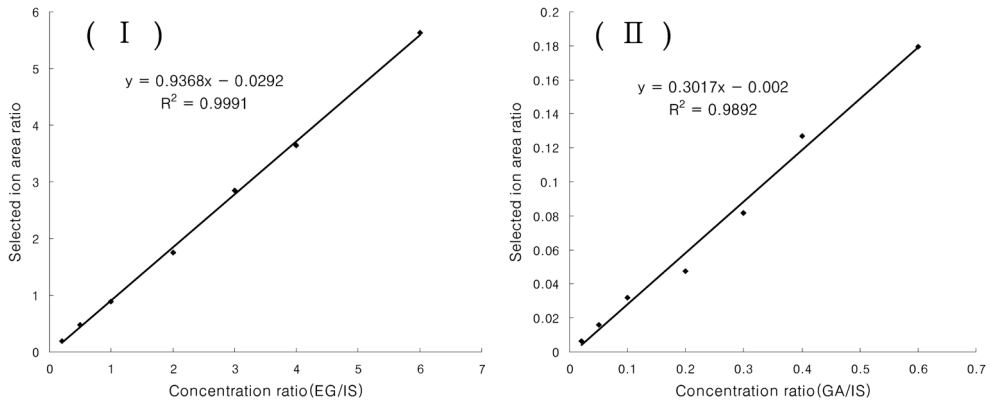 ( Ⅰ )
y = 0.9368x − 0.0292
R² = 0.9991
Selected ion area ratio
6
5
4
3
2
1
0
0 1 2 3 4 5 6 7
Concentration ratio(EG/IS)
( Ⅱ )
y = 0.3017x − 0.002
R² = 0.9892
Selected ion area ratio
0.2
0.18
0.16
0.14
0.12
0.1
0.08
0.06
0.04
0.02
0
0 0.1 0.2 0.3 0.4 0.5 0.6 0.7
Concentration ratio(GA/IS)